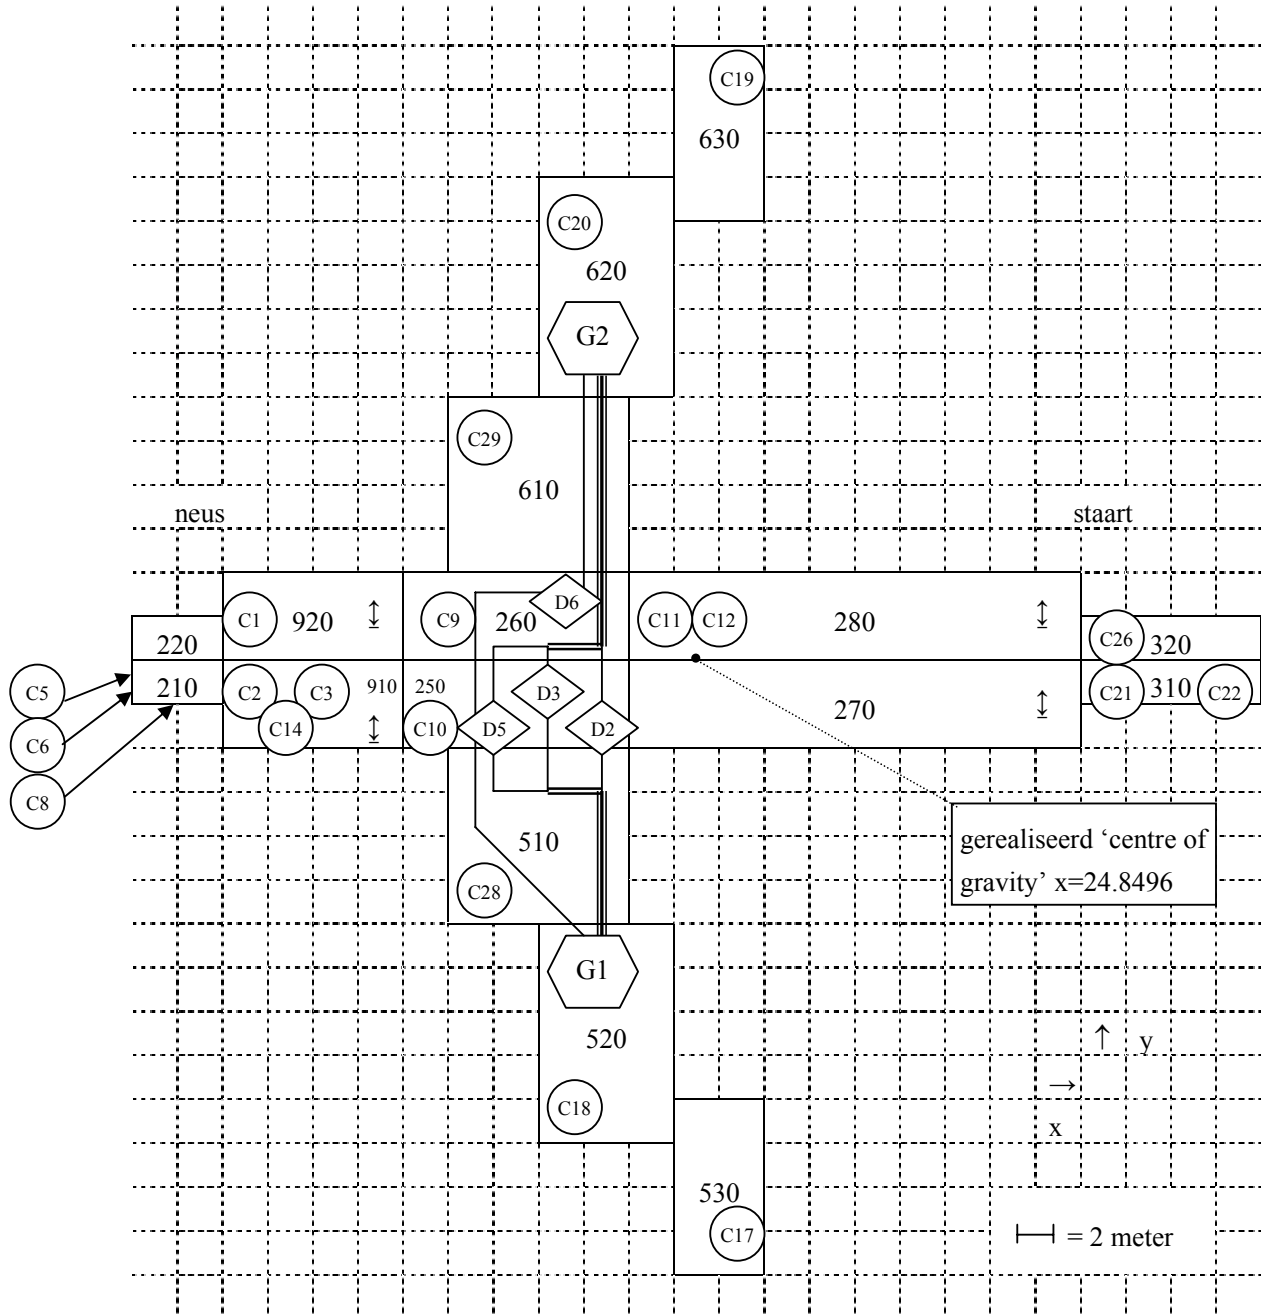 C19
630
C20
620
G2
C29
610
neus
staart
C1
920
↕
C9
260
D6
C11
C12
280
↕
C26
320
220
210
C5
C6
C8
C2
C3
C14
910
↕
250
C10
D5
D3
D2
270
↕
C21
310
C22
gerealiseerd ‘centre of
gravity’ x=24.8496
510
C28
G1
520
C18
↑ y
→
x
530
C17
= 2 meter